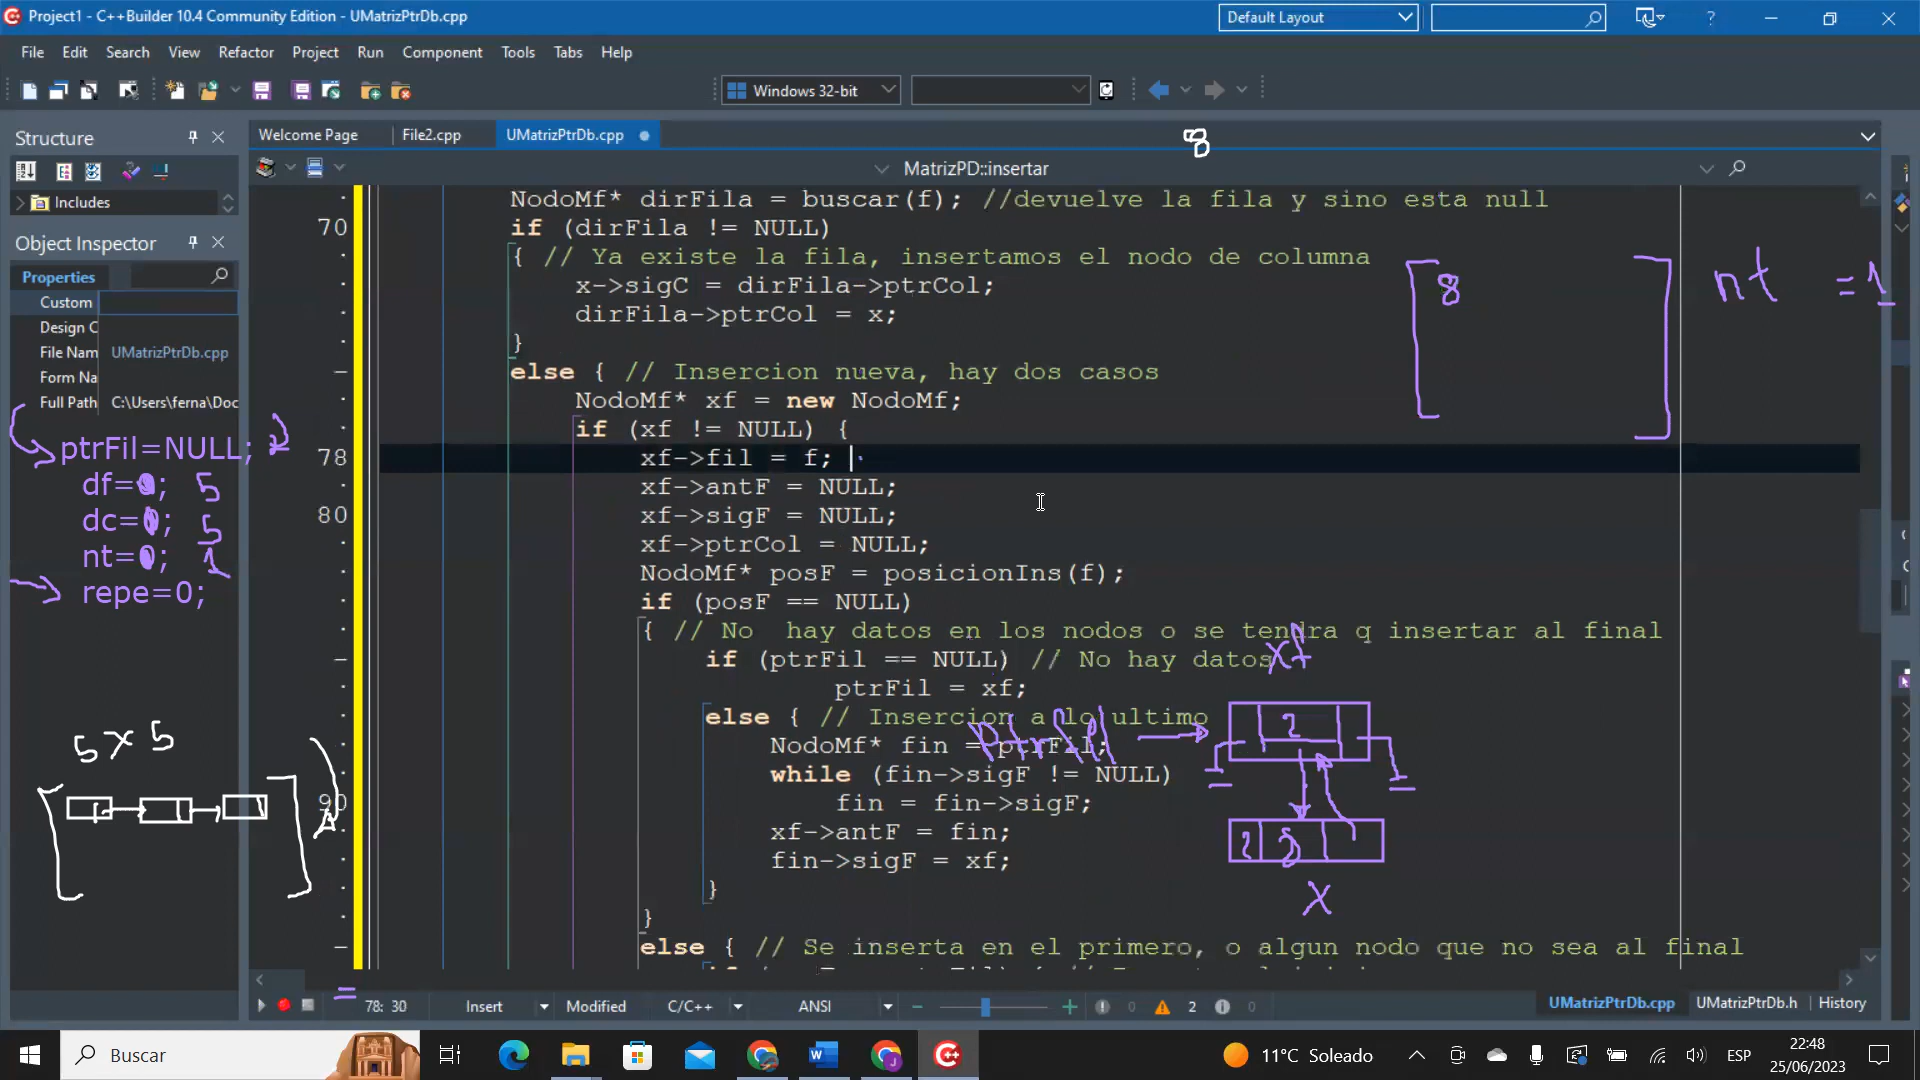 Project1 - C++Builder 10.4 Community Edition - UMatrizPtrDb.cpp
Default Layout
File Edit Search View Refactor Project Run Component Tools Tabs Help
Windows 32-bit
Structure
Welcome Page File2.cpp UMatrizPtrDb.cpp
8
MatrizPD::insertar
Includes
Object Inspector
Properties
Custom
Design C
File Nam UMatrizPtrDb.cpp
Form Na
Full Path C:\Users\ferna\Doc
NodoMf* dirFila = buscar(f); //devuelve la fila y sino esta null
70 if (dirFila != NULL)
{ // Ya existe la fila, insertamos el nodo de columna
x->sigC = dirFila->ptrCol;
dirFila->ptrCol = x;
}
else { // Insercion nueva, hay dos casos
NodoMf* xf = new NodoMf;
if (xf != NULL) {
78 xf->fil = f;
xf->antF = NULL;
80 xf->sigF = NULL;
xf->ptrCol = NULL;
NodoMf* posF = posicionIns(f);
if (posF == NULL)
{ // No  hay datos en los nodos o se tendra q insertar al final
if (ptrFil == NULL) // No hay datos
ptrFil = xf;
else { // Insercion a lo ultimo
NodoMf* fin = ptrFil;
while (fin->sigF != NULL)
90 fin = fin->sigF;
xf->antF = fin;
fin->sigF = xf;
}
}
else { // Se inserta en el primero, o algun nodo que no sea al final
8
nt =1
ptrFil=NULL; 2
df=0; 5
dc=0; 5
nt=0; 1
repe=0;
5 x 5
xf
ptrfil
2
2
x
78: 30 Insert Modified C/C++ ANSI 0 2 0
UMatrizPtrDb.cpp UMatrizPtrDb.h History
Buscar
11°C Soleado
ESP
22:48
25/06/2023